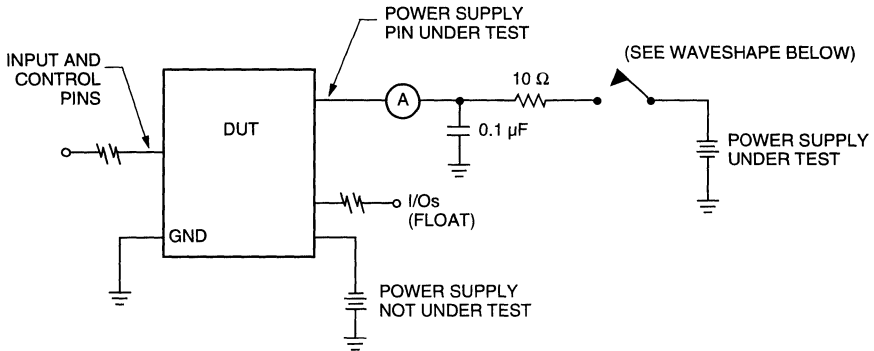 POWER SUPPLY
PIN UNDER TEST
INPUT AND
CONTROL
PINS
(SEE WAVESHAPE BELOW)
10 Ω
A
DUT
0.1 µF
POWER SUPPLY
UNDER TEST
I/Os
(FLOAT)
GND
POWER SUPPLY
NOT UNDER TEST